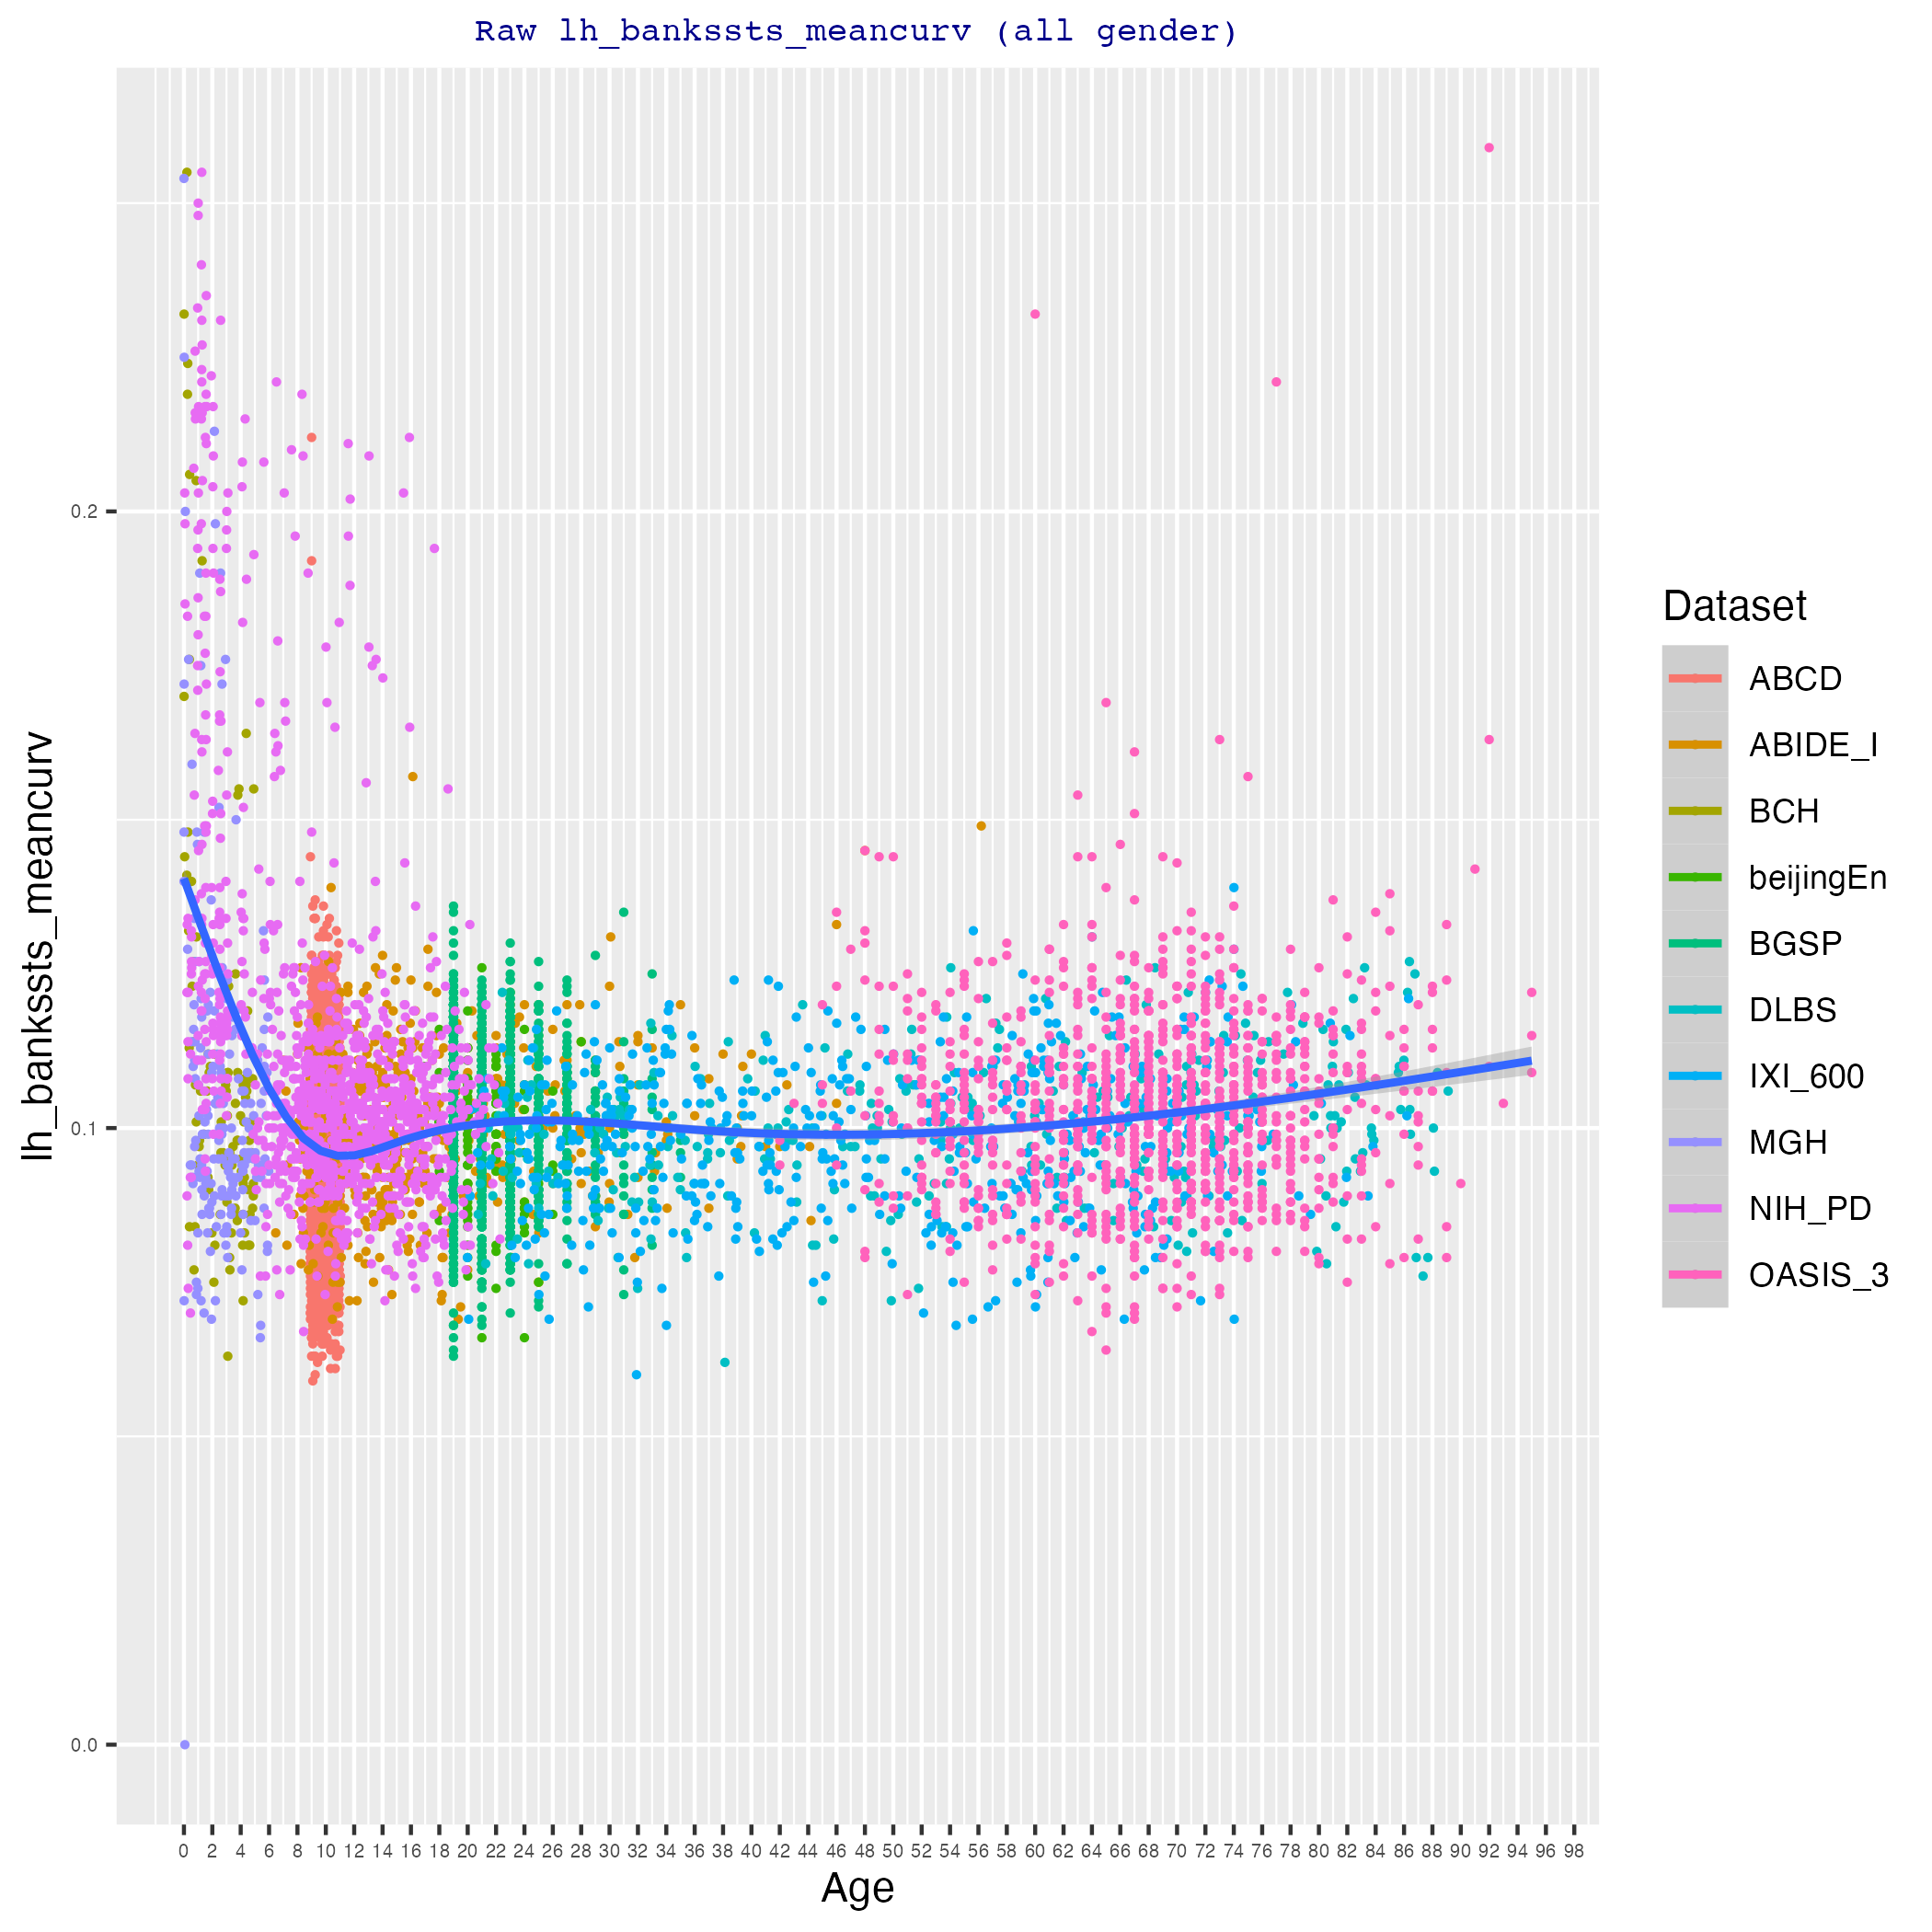 Raw lh_bankssts_meancurv (all gender)
lh_bankssts_meancurv
0.2
0.1
0.0
0 2 4 6 8 10 12 14 16 18 20 22 24 26 28 30 32 34 36 38 40 42 44 46 48 50 52 54 56 58 60 62 64 66 68 70 72 74 76 78 80 82 84 86 88 90 92 94 96 98
Age
Dataset
ABCD
ABIDE_I
BCH
beijingEn
BGSP
DLBS
IXI_600
MGH
NIH_PD
OASIS_3